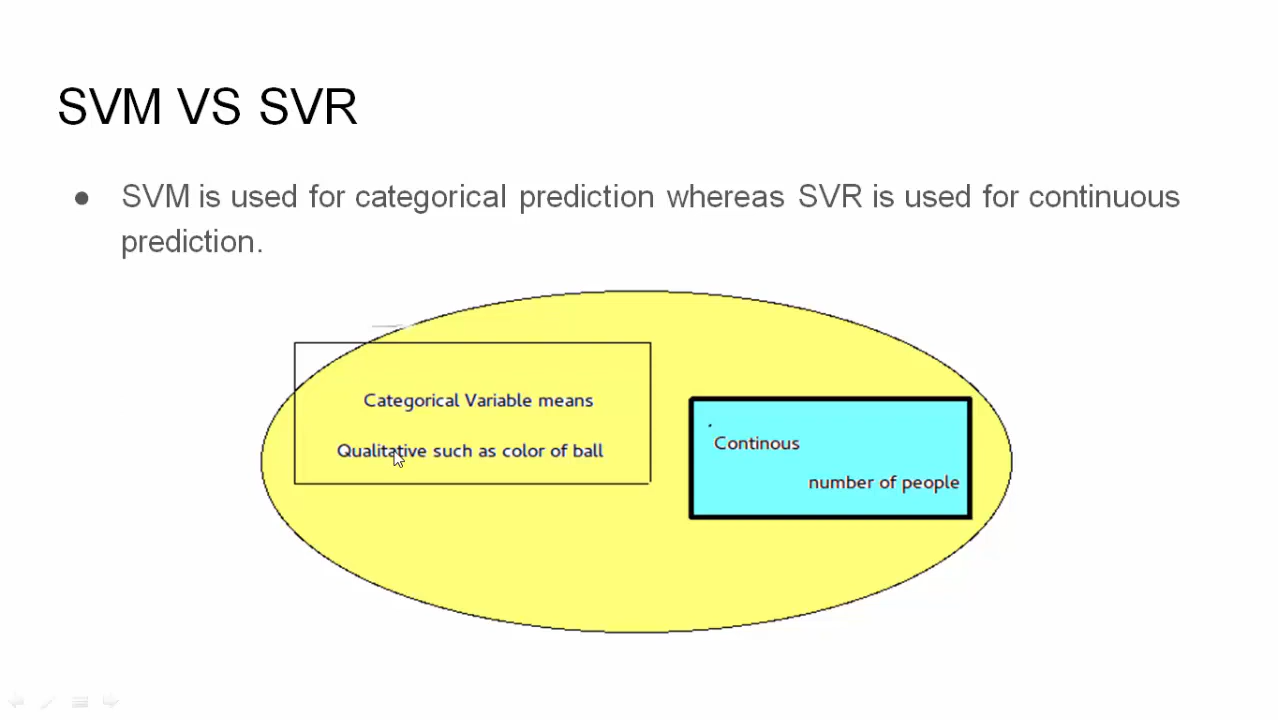 SVM VS SVR
● SVM is used for categorical prediction whereas SVR is used for continuous
prediction.
Categorical Variable means
Qualitative such as color of ball
Continous
number of people